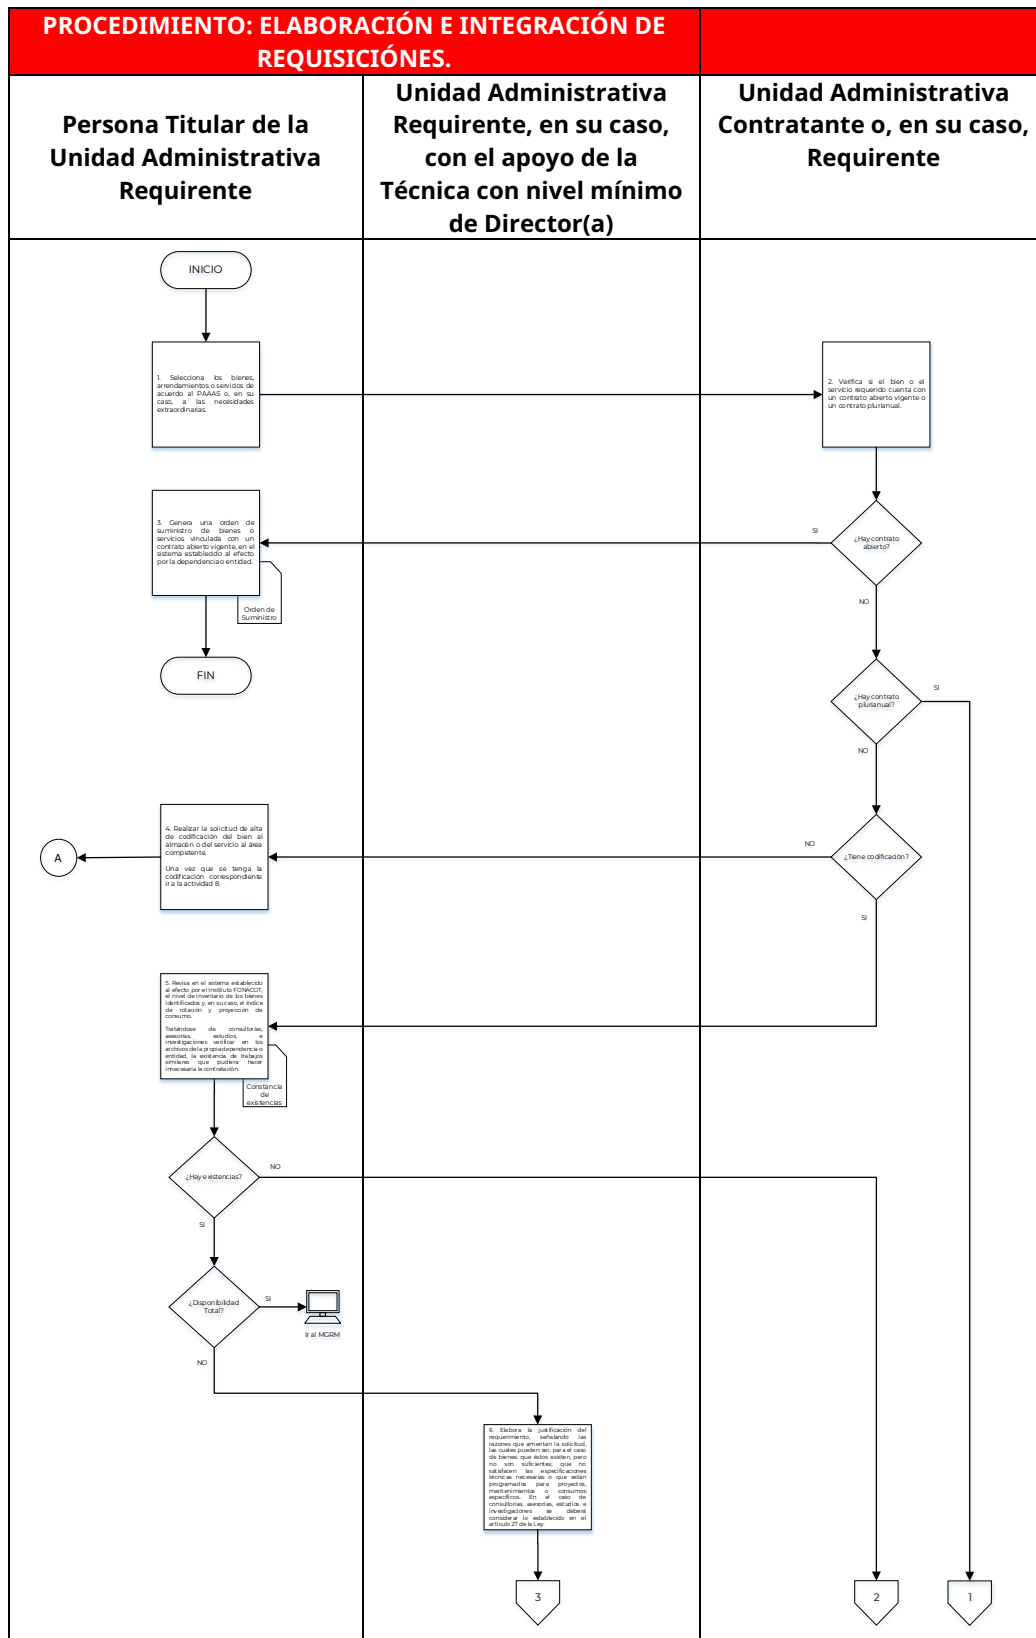 PROCEDIMIENTO: ELABORACIÓN E INTEGRACIÓN DE
REQUISICIÓNES.
Persona Titular de la
Unidad Administrativa
Requirente
Unidad Administrativa
Requirente, en su caso,
con el apoyo de la
Técnica con nivel mínimo
de Director(a)
Unidad Administrativa
Contratante o, en su caso,
Requirente
INICIO
1. Selecciona los bienes,
arrendamientos o servicios de
acuerdo al PAAAS o, en su
caso, a las necesidades
extraordinarias.
2. Verifica si el bien o el
servicio requerido cuenta con
un contrato abierto vigente o
un contrato plurianual.
3. Genera una orden de
suministro de bienes o
servicios vinculada con un
contrato abierto vigente, en el
sistema establecido al efecto
por la dependencia o entidad.
Orden de
Suministro
SI
¿Hay contrato
abierto?
NO
FIN
¿Hay contrato
plurianual?
SI
NO
4. Realizar la solicitud de alta
de codificación del bien al
almacén o del servicio al área
competente.
Una vez que se tenga la
codificación correspondiente
ir a la actividad 8.
A
NO
¿Tiene codificación?
SI
5. Revisa en el sistema establecido
al efecto por el Instituto FONACOT,
el nivel de inventario de los bienes
identificados y, en su caso, el índice
de rotación y proyección de
consumo.
Tratándose de consultorías,
asesorías, estudios, e
investigaciones verificar en los
archivos de la propia dependencia o
entidad, la existencia de trabajos
similares que pudiera hacer
innecesaria la contratación.
Constancia
de
existencias
¿Hay existencias?
NO
SI
¿Disponibilidad
Total?
SI
Ir al MGRM
NO
6. Elabora la justificación del
requerimiento, señalando las
razones que ameritan la solicitud,
las cuales pueden ser, para el caso
de bienes: que éstos existen, pero
no son suficientes; que no
satisfacen las especificaciones
técnicas necesarias o que están
programados para proyectos,
mantenimientos o consumos
específicos. En el caso de
consultorías, asesorías, estudios e
investigaciones se deberá
considerar lo establecido en el
artículo 27 de la Ley.
3
2
1